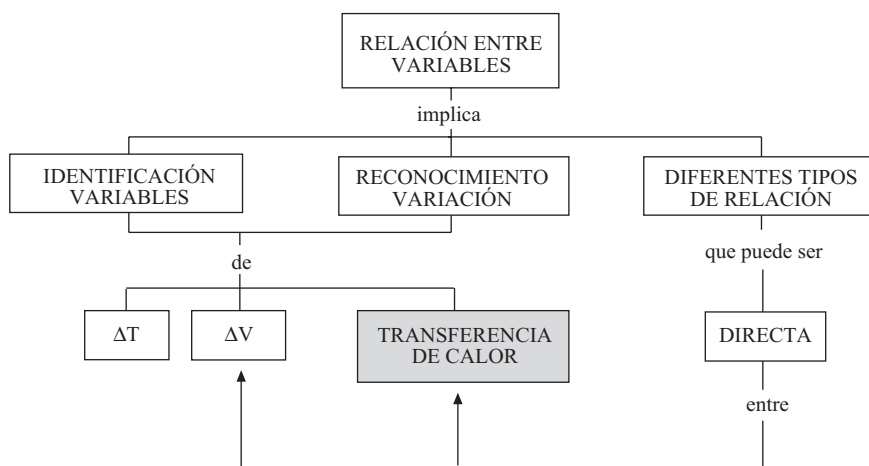 RELACIÓN ENTRE
VARIABLES
implica
IDENTIFICACIÓN
VARIABLES
RECONOCIMIENTO
VARIACIÓN
DIFERENTES TIPOS
DE RELACIÓN
de
que puede ser
ΔT
ΔV
TRANSFERENCIA
DE CALOR
DIRECTA
entre